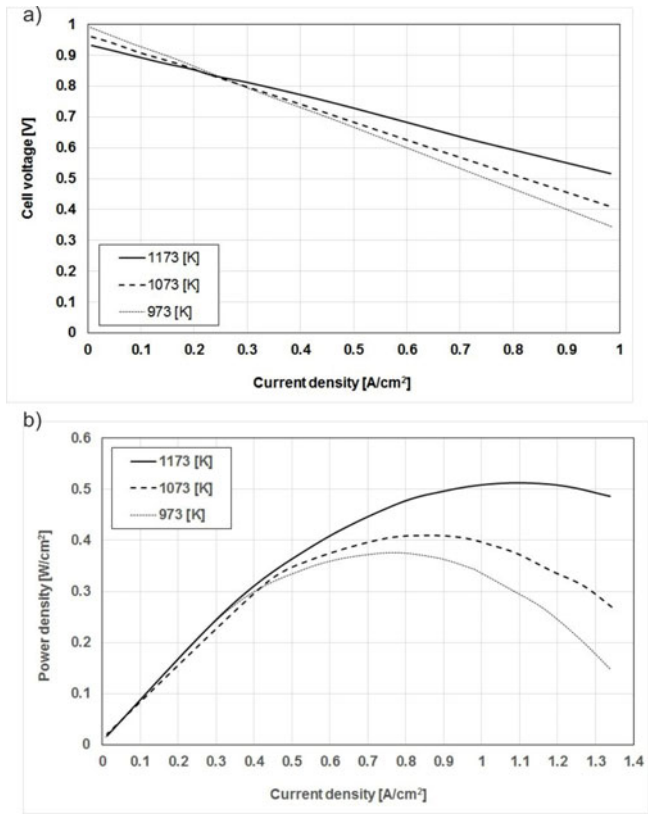 a)
1
0.9
0.8
0.7
0.6
0.5
0.4
0.3
0.2
0.1
0
Cell voltage [V]
1173 [K]
1073 [K]
973 [K]
0 0.1 0.2 0.3 0.4 0.5 0.6 0.7 0.8 0.9 1
Current density [A/cm²]
b)
0.6
0.5
0.4
0.3
0.2
0.1
0
Power density [W/cm²]
1173 [K]
1073 [K]
973 [K]
0 0.1 0.2 0.3 0.4 0.5 0.6 0.7 0.8 0.9 1 1.1 1.2 1.3 1.4
Current density [A/cm²]